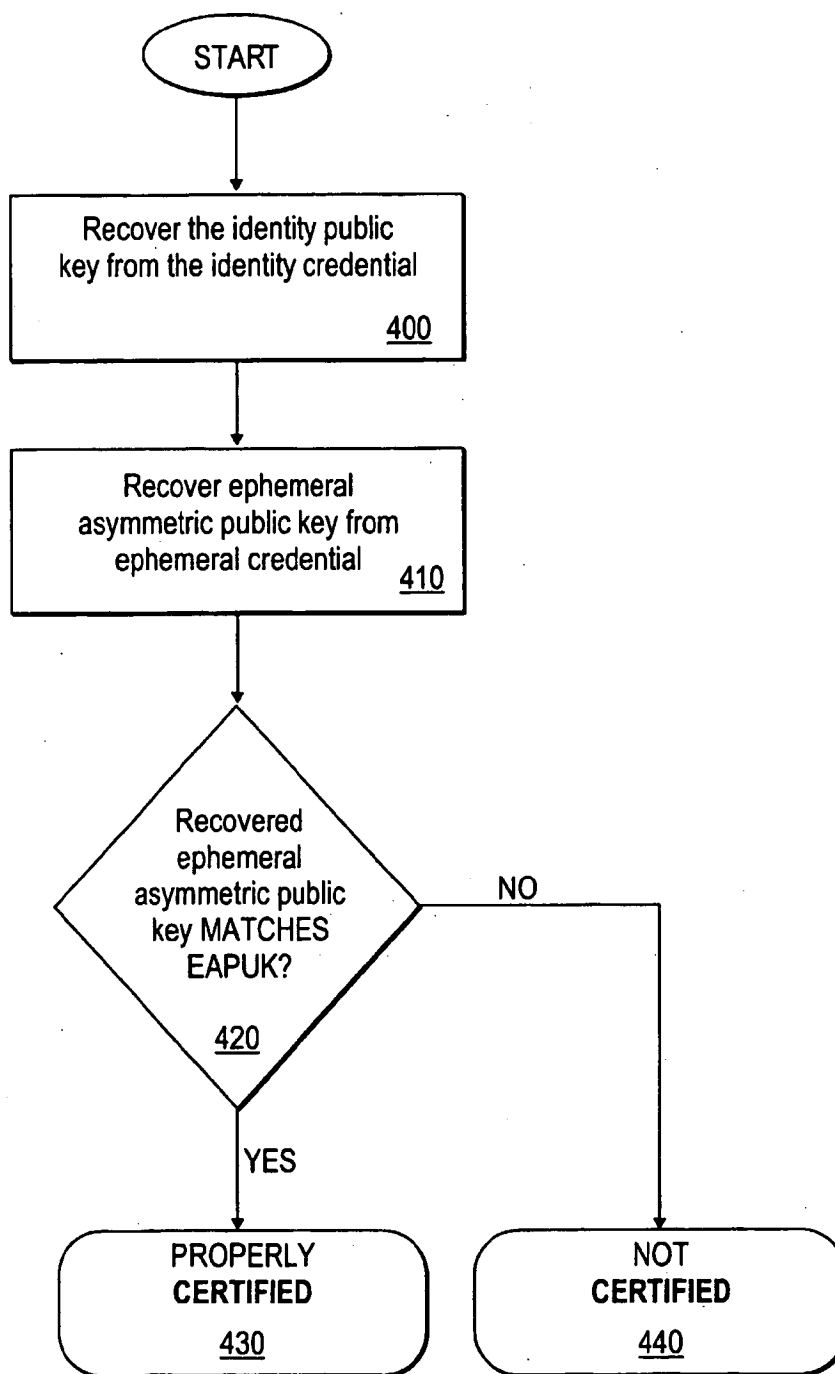 START
Recover the identity public
key from the identity credential
400
Recover ephemeral
asymmetric public key from
ephemeral credential
410
Recovered
ephemeral
asymmetric public
key MATCHES
EAPUK?
420
NO
YES
PROPERLY
CERTIFIED
430
NOT
CERTIFIED
440